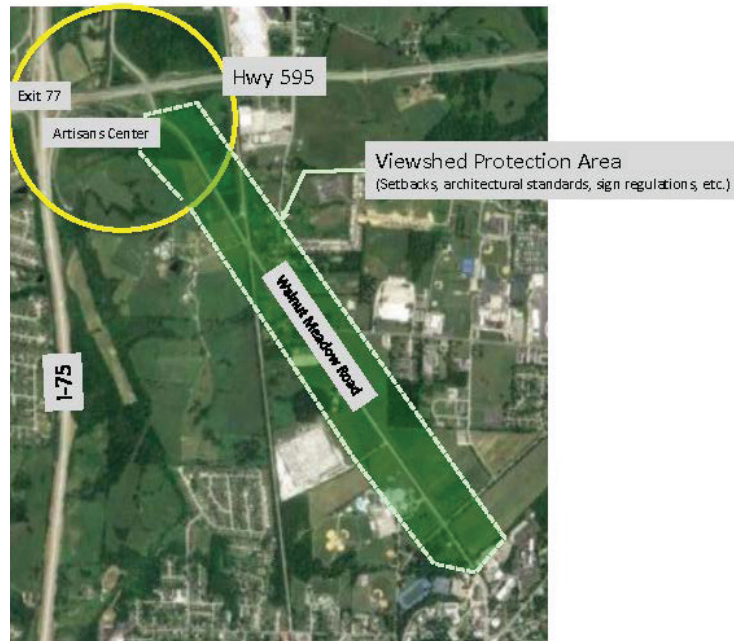 Hwy 595
Exit 77
Artisans Center
Viewshed Protection Area
(Setbacks, architectural standards, sign regulations, etc.)
Walnut Meadow Road
I-75